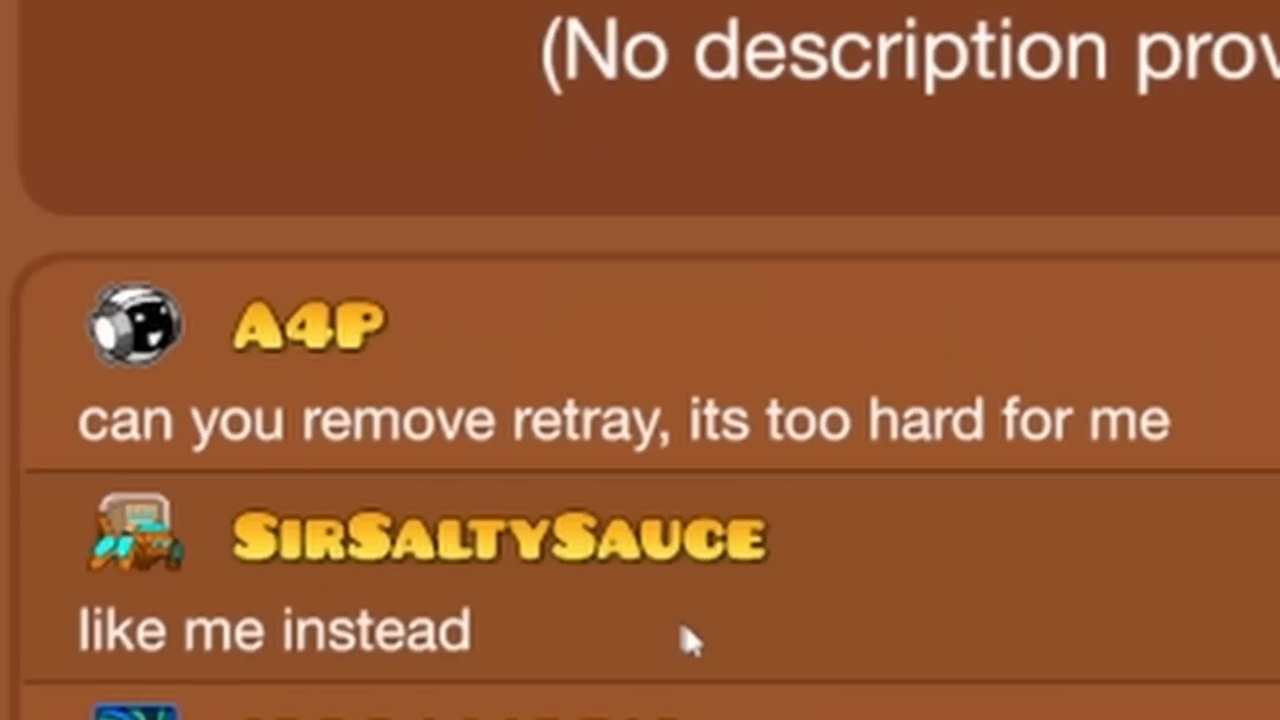 (No description prov
A4P
can you remove retray, its too hard for me
SirSaltySauce
like me instead